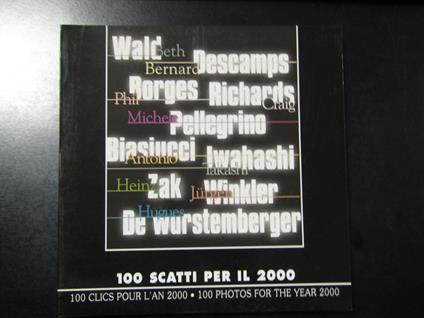 Wald Beth
Bernard Descamps
Borges Richards
Phil Craig
Michele Pellegrino
Biasiucci Iwahashi
Antonio Takashi
Heinz Zak Jürgen Winkler
Hugues
De Wurstemberger
100 SCATTI PER IL 2000
100 CLICS POUR L'AN 2000 • 100 PHOTOS FOR THE YEAR 2000